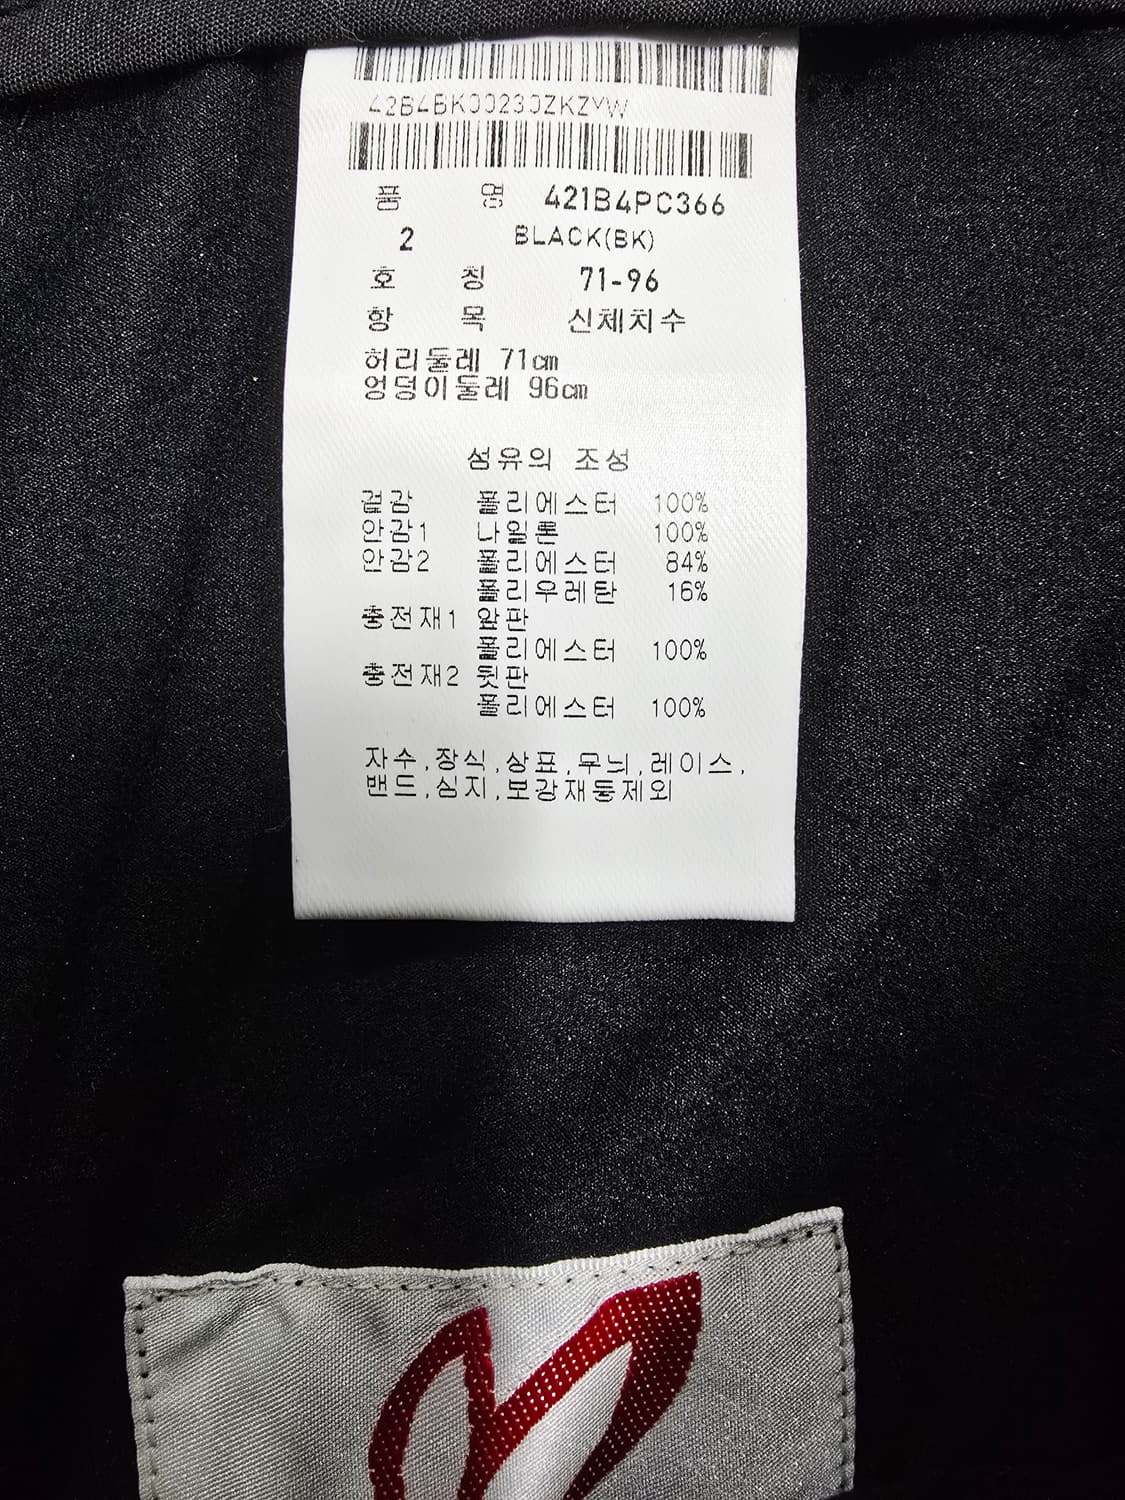 42B4BK00230ZKZYW
품 명 421B4PC366
2 BLACK(BK)
호 칭 71-96
항 목 신체치수
허리둘레 71㎝
엉덩이둘레 96㎝
섬유의 조성
겉감 폴리에스터 100%
안감1 나일론 100%
안감2 폴리에스터 84%
폴리우레탄 16%
충전재1 앞판
폴리에스터 100%
충전재2 뒷판
폴리에스터 100%
자수,장식,상표,무늬,레이스,
밴드,심지,보강재등제외